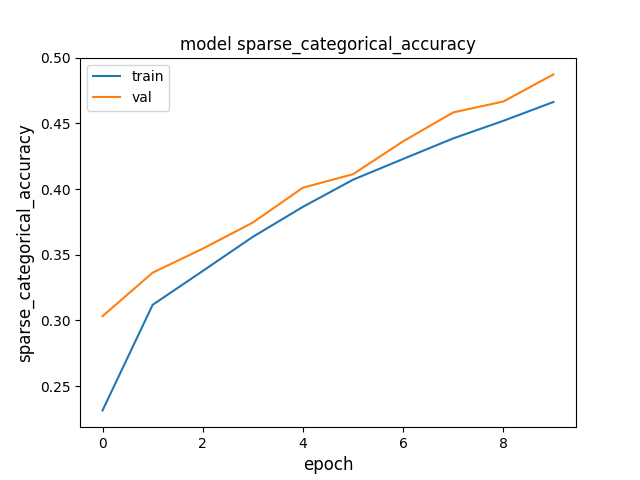 model sparse_categorical_accuracy
train
val
sparse_categorical_accuracy
0.50
0.45
0.40
0.35
0.30
0.25
0
2
4
6
8
epoch